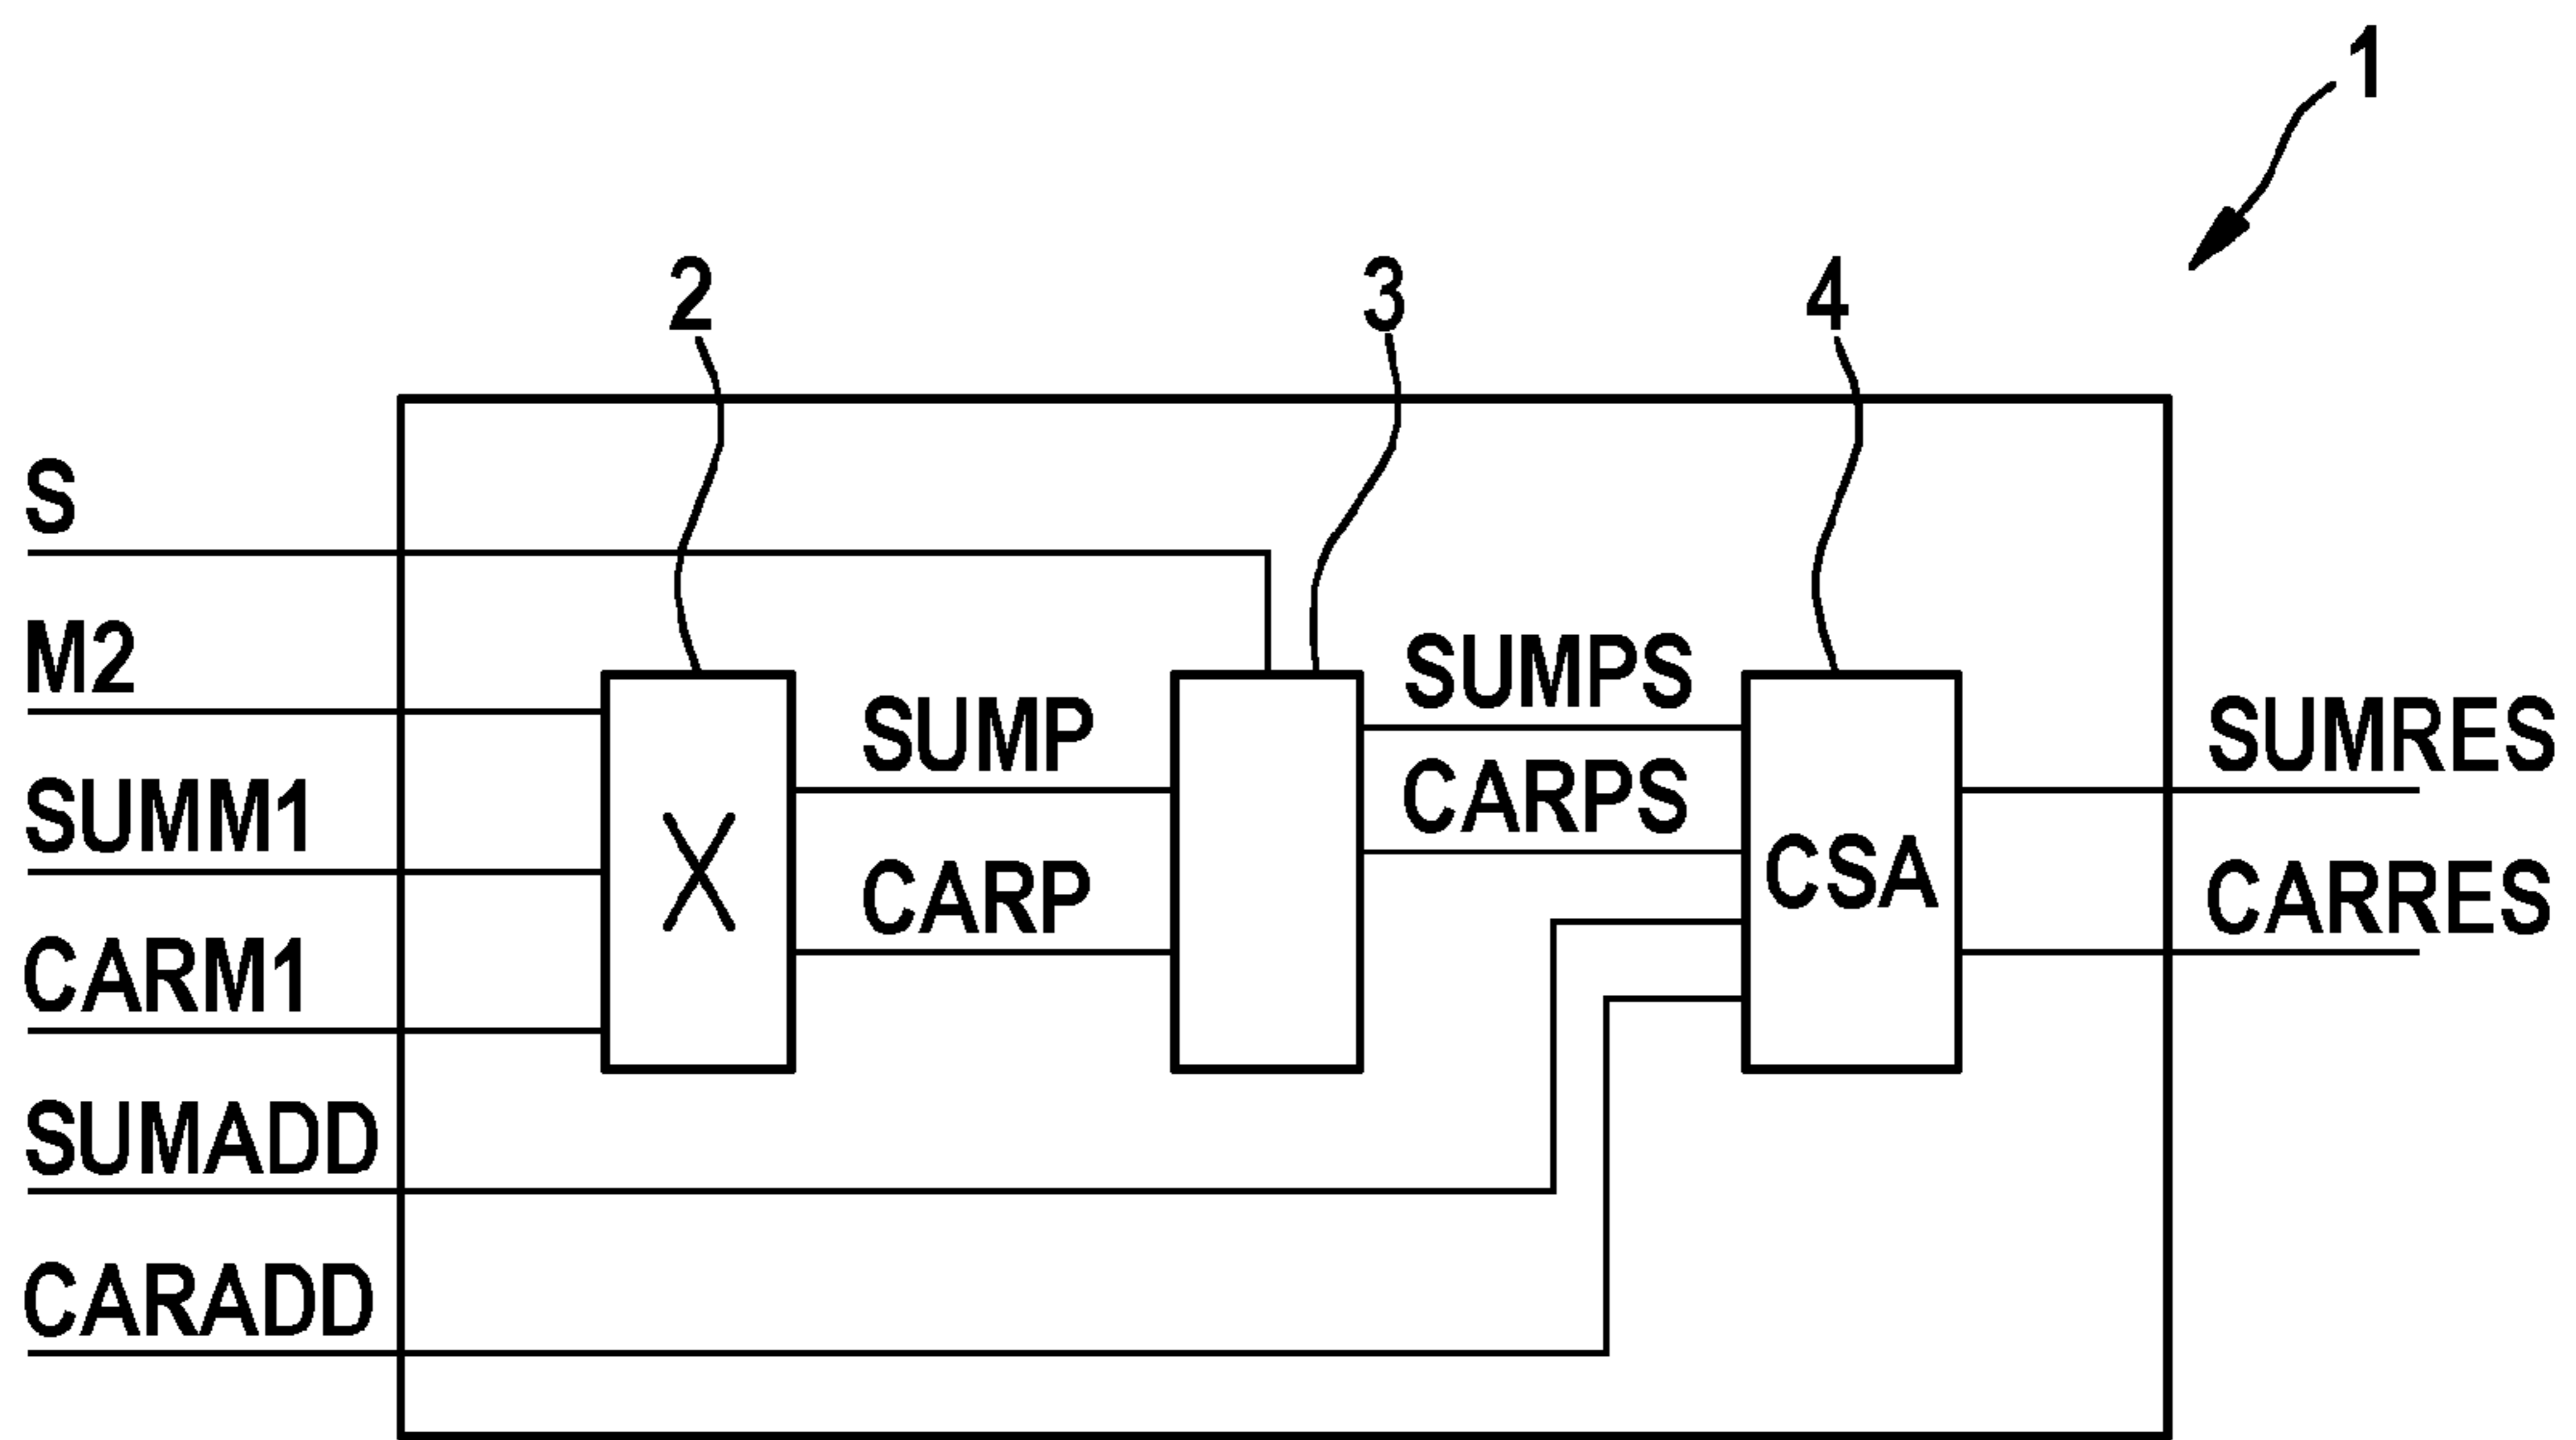 1
2 3 4
S
M2
SUMM1
CARM1
SUMADD
CARADD
X
SUMP
CARP
SUMPS
CARPS
CSA
SUMRES
CARRES